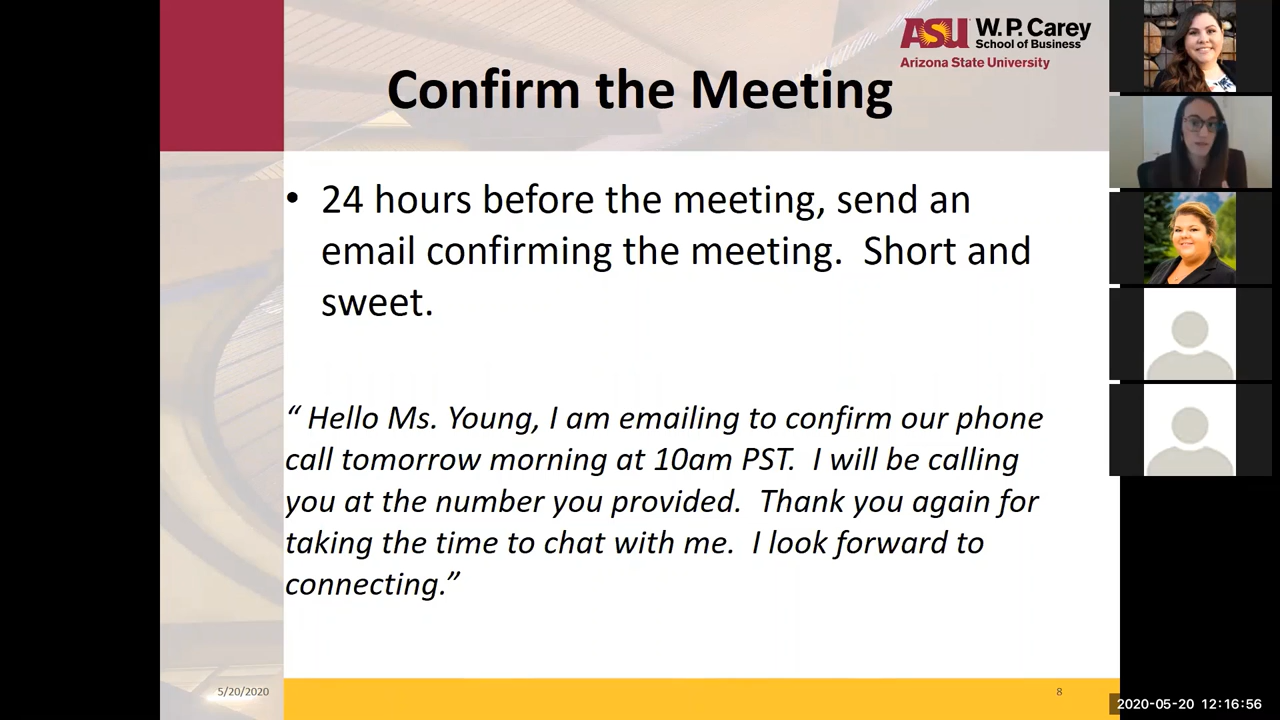 ASU W. P. Carey
School of Business
Arizona State University
Confirm the Meeting
• 24 hours before the meeting, send an
email confirming the meeting.  Short and
sweet.
“ Hello Ms. Young, I am emailing to confirm our phone
call tomorrow morning at 10am PST.  I will be calling
you at the number you provided.  Thank you again for
taking the time to chat with me.  I look forward to
connecting.”
5/20/2020
8
2020-05-20 12:16:56